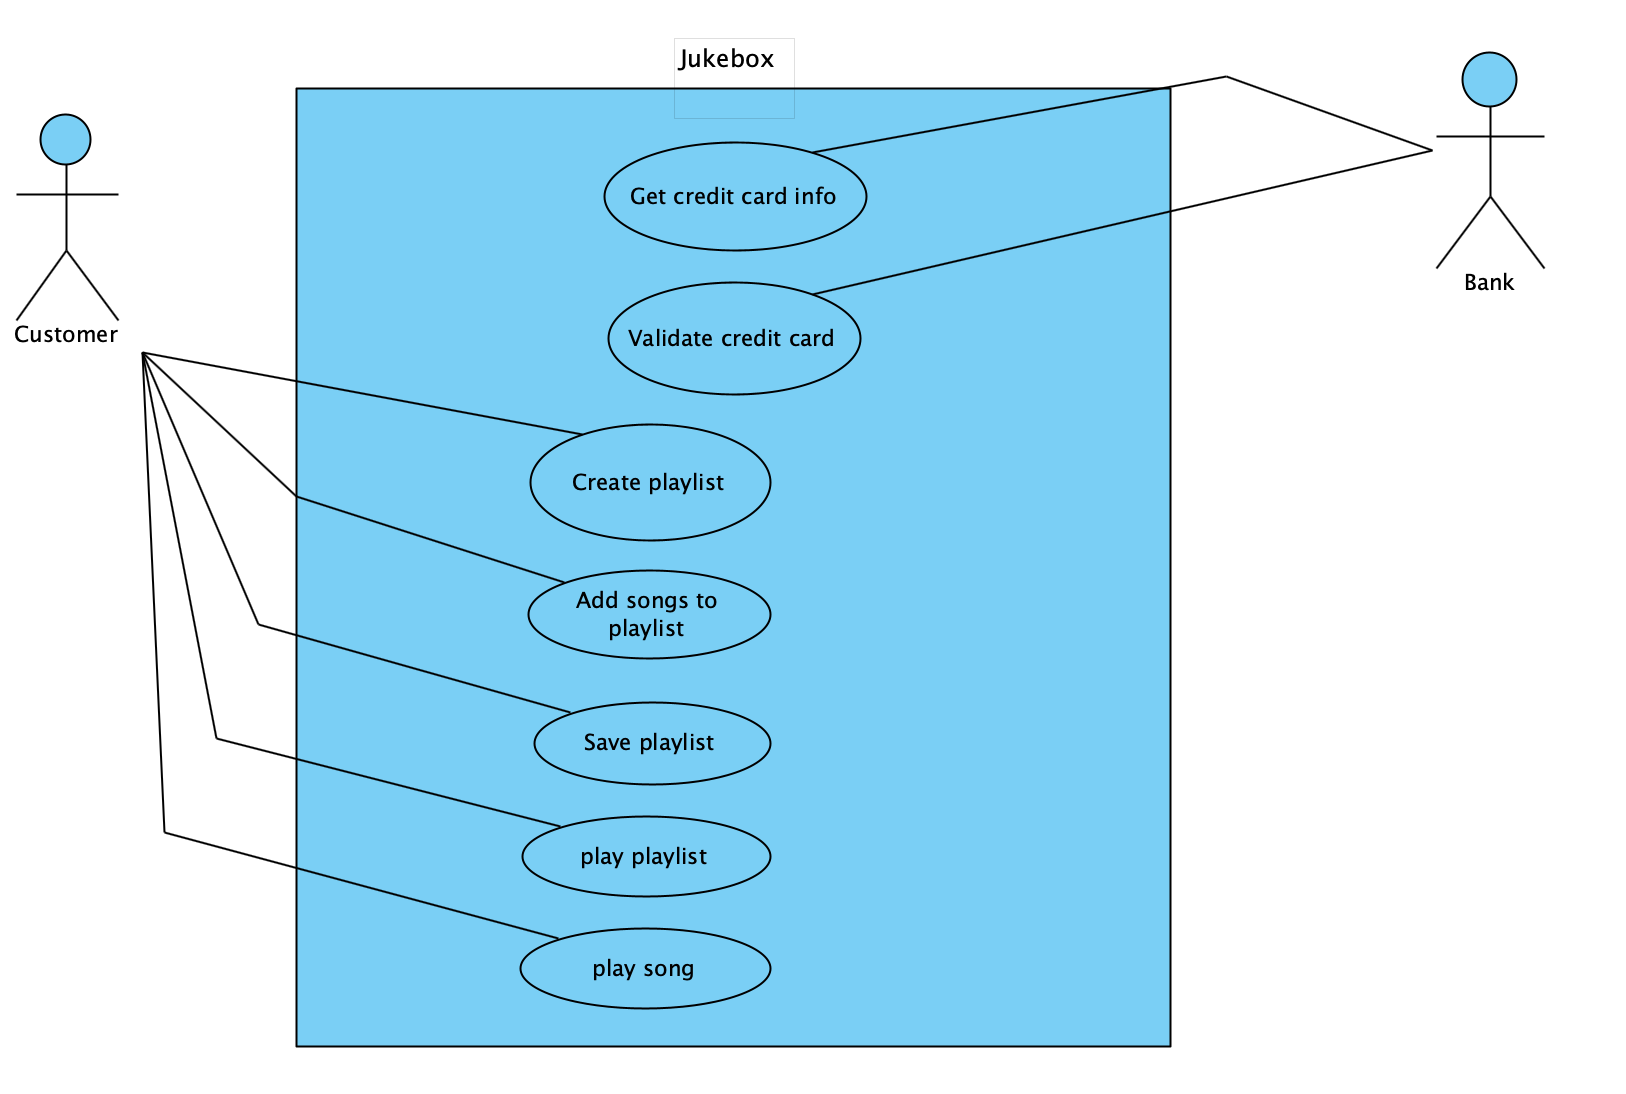 Jukebox
Customer
Bank
Get credit card info
Validate credit card
Create playlist
Add songs to
playlist
Save playlist
play playlist
play song